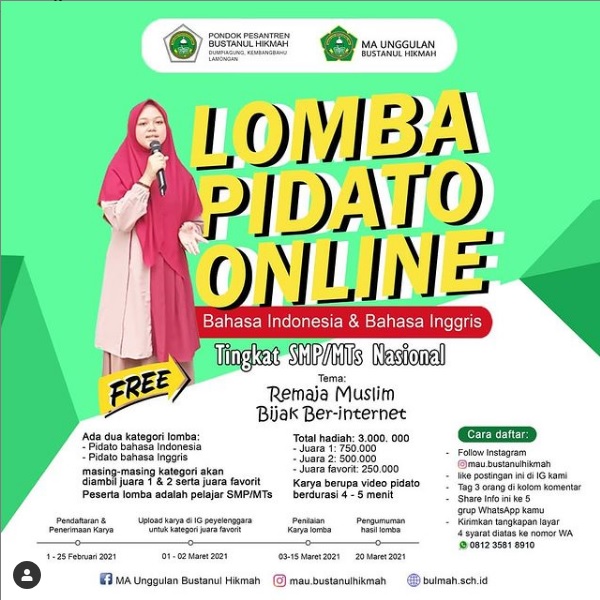 PONDOK PESANTREN
BUSTANUL HIKMAH
DUMPIAGUNG, KEMBANGBAHU
LAMONGAN
MA UNGGULAN
BUSTANUL HIKMAH
LOMBA
PIDATO
ONLINE
Bahasa Indonesia & Bahasa Inggris
Tingkat SMP/MTs Nasional
FREE
Tema:
Remaja Muslim
Bijak Ber-internet
Ada dua kategori lomba:
- Pidato bahasa Indonesia
- Pidato bahasa Inggris
masing-masing kategori akan
diambil juara 1 & 2 serta juara favorit
Peserta lomba adalah pelajar SMP/MTs
Total hadiah: 3.000. 000
- Juara 1: 750.000
- Juara 2: 500.000
- Juara favorit: 250.000
Karya berupa video pidato
berdurasi 4 - 5 menit
Cara daftar:
- Follow Instagram
mau.bustanulhikmah
- like postingan ini di IG kami
- Tag 3 orang di kolom komentar
- Share Info ini ke 5
grup WhatsApp kamu
- Kirimkan tangkapan layar
4 syarat diatas ke nomor WA
0812 3581 8910
Pendaftaran &
Penerimaan Karya
1 - 25 Februari 2021
Upload karya di IG peyelenggara
untuk kategori juara favorit
01 - 02 Maret 2021
Penilaian
Karya lomba
03-15 Maret 2021
Pengumuman
hasil lomba
20 Maret 2021
MA Unggulan Bustanul Hikmah
mau.bustanulhikmah
bulmah.sch.id